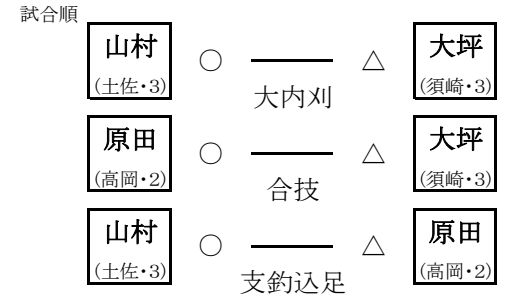 試合順
山村 ○ ― △ 大坪
(土佐・3) 大内刈 (須崎・3)
原田 ○ ― △ 大坪
(高岡・2) 合技 (須崎・3)
山村 ○ ― △ 原田
(土佐・3) 支釣込足 (高岡・2)